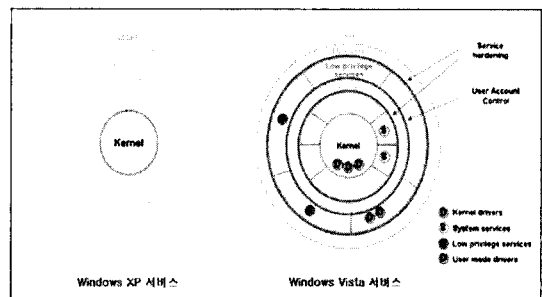 Kernel
Low privilege
services
Service
hardening
User Account
Control
Kernel
S
S
D
D
D
D
D
D Kernel drivers
S System services
Low privilege services
D User mode drivers
Windows XP 서비스
Windows Vista 서비스